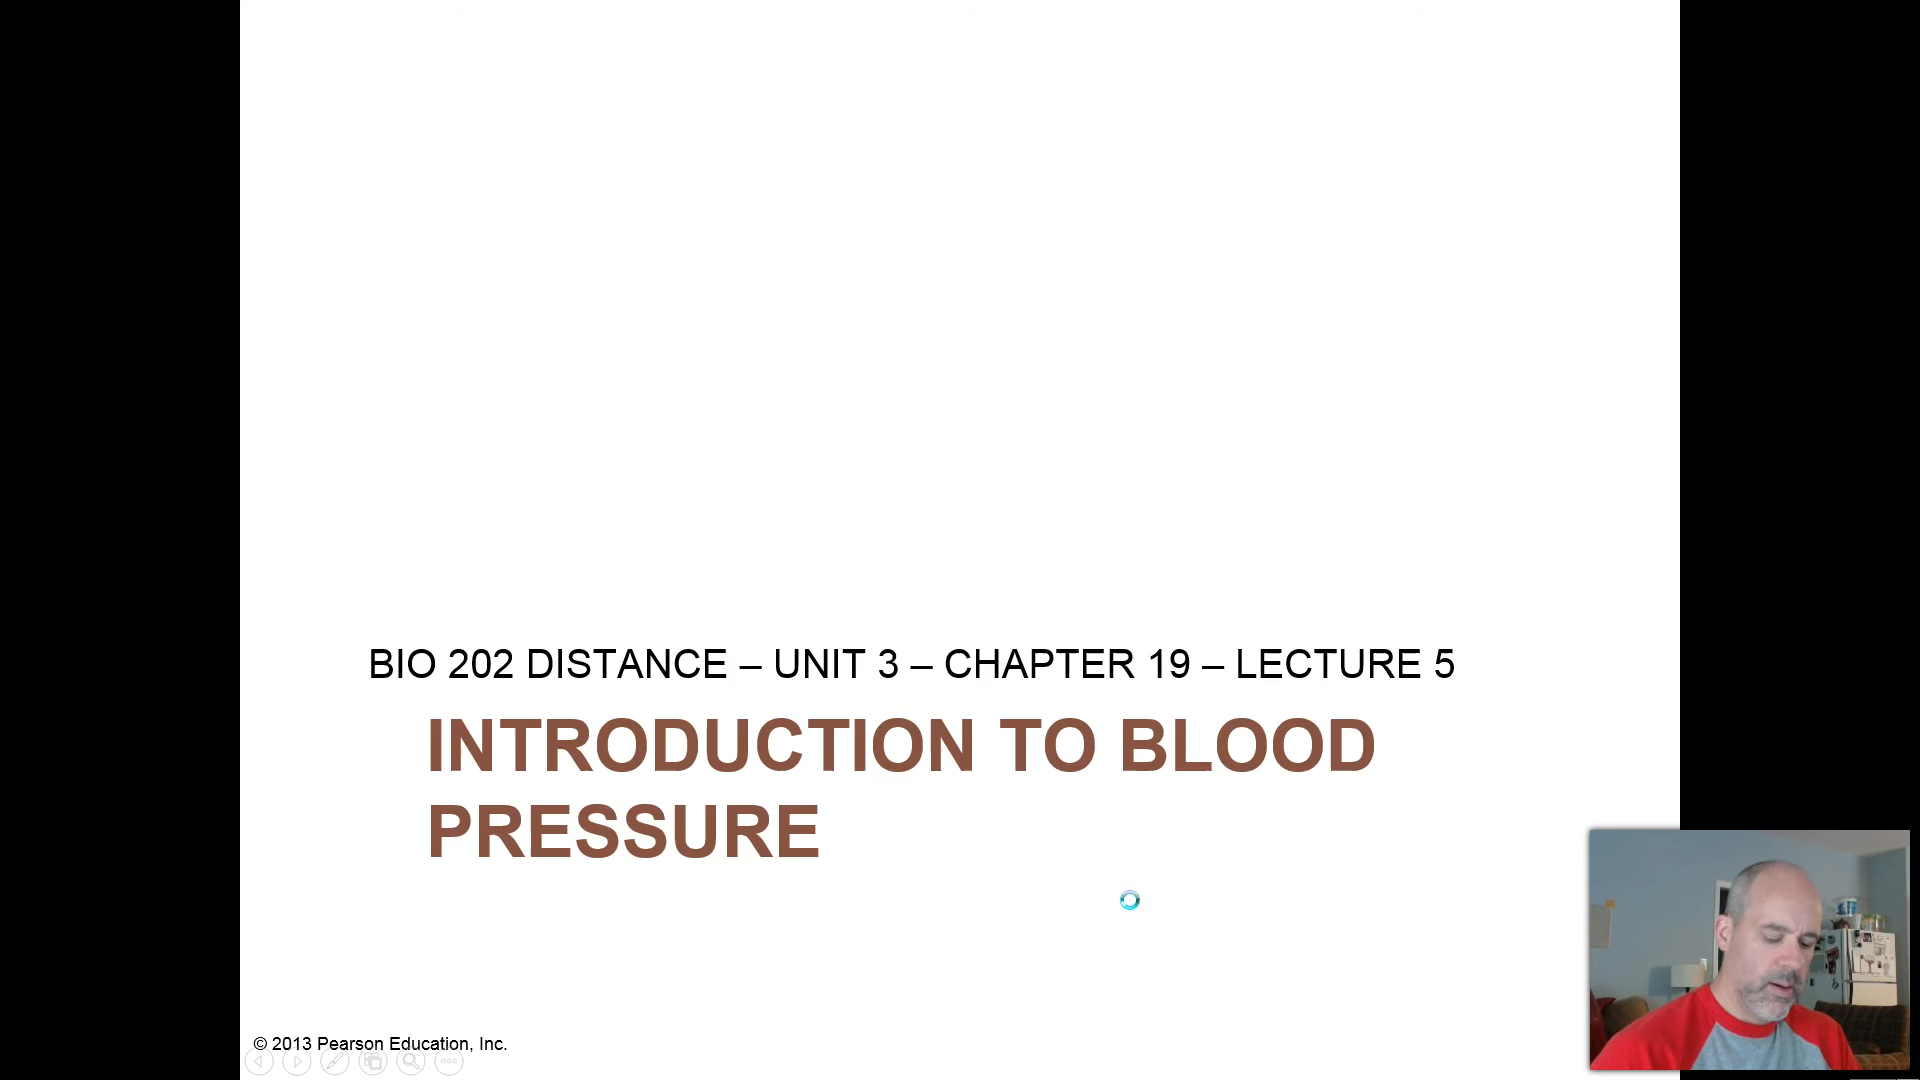 BIO 202 DISTANCE – UNIT 3 – CHAPTER 19 – LECTURE 5
INTRODUCTION TO BLOOD
PRESSURE
© 2013 Pearson Education, Inc.